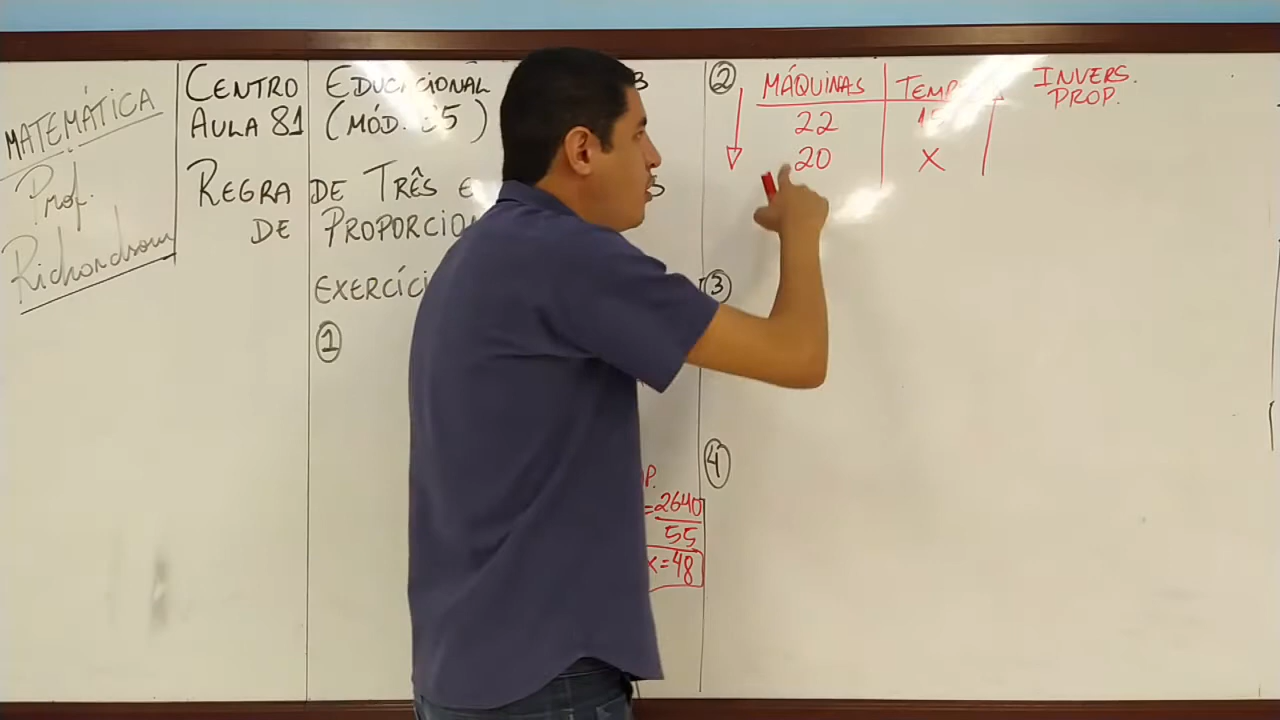 MATEMÁTICA
Prof.
Richardson
CENTRO EDUCACIONAL
AULA 81 (MÓD.
REGRA DE TRÊS E
DE
①
② MÁQUINAS
22
20 X
INVERS.
PROP.
③
④
P.
=2640
55
X=48